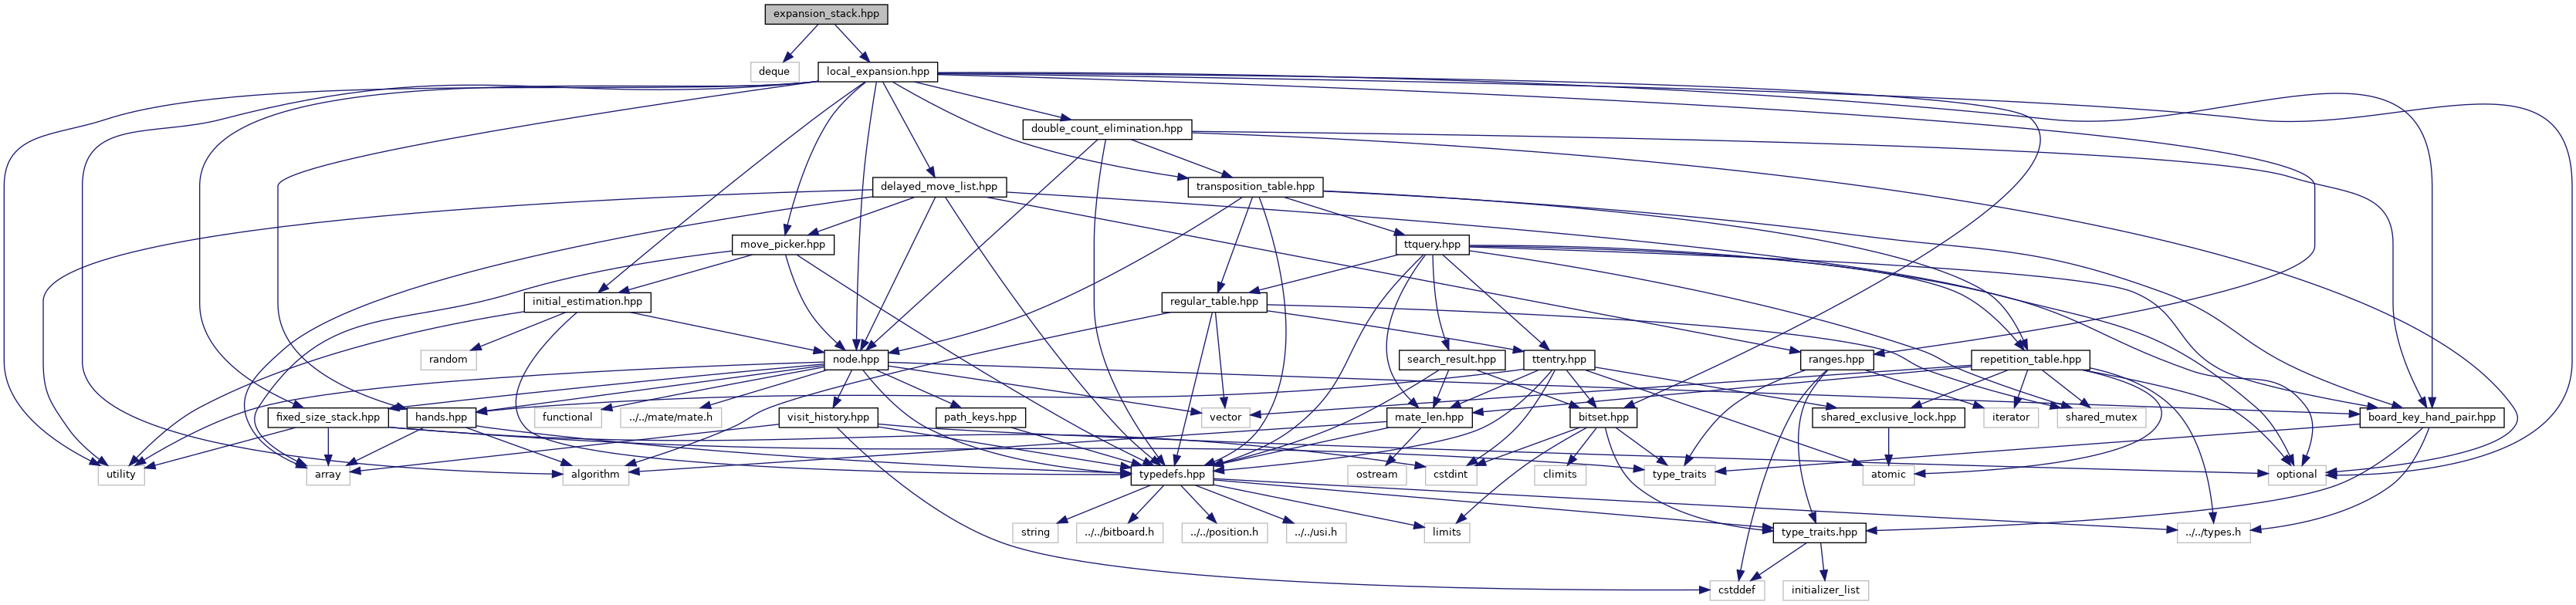 expansion_stack.hpp
deque
local_expansion.hpp
double_count_elimination.hpp
delayed_move_list.hpp
transposition_table.hpp
move_picker.hpp
ttquery.hpp
initial_estimation.hpp
regular_table.hpp
random
node.hpp
search_result.hpp
ttentry.hpp
ranges.hpp
repetition_table.hpp
fixed_size_stack.hpp
hands.hpp
functional
../../mate/mate.h
visit_history.hpp
path_keys.hpp
vector
mate_len.hpp
bitset.hpp
shared_exclusive_lock.hpp
iterator
shared_mutex
board_key_hand_pair.hpp
utility
array
algorithm
typedefs.hpp
ostream
cstdint
climits
type_traits
atomic
optional
string
../../bitboard.h
../../position.h
../../usi.h
limits
type_traits.hpp
../../types.h
cstddef
initializer_list